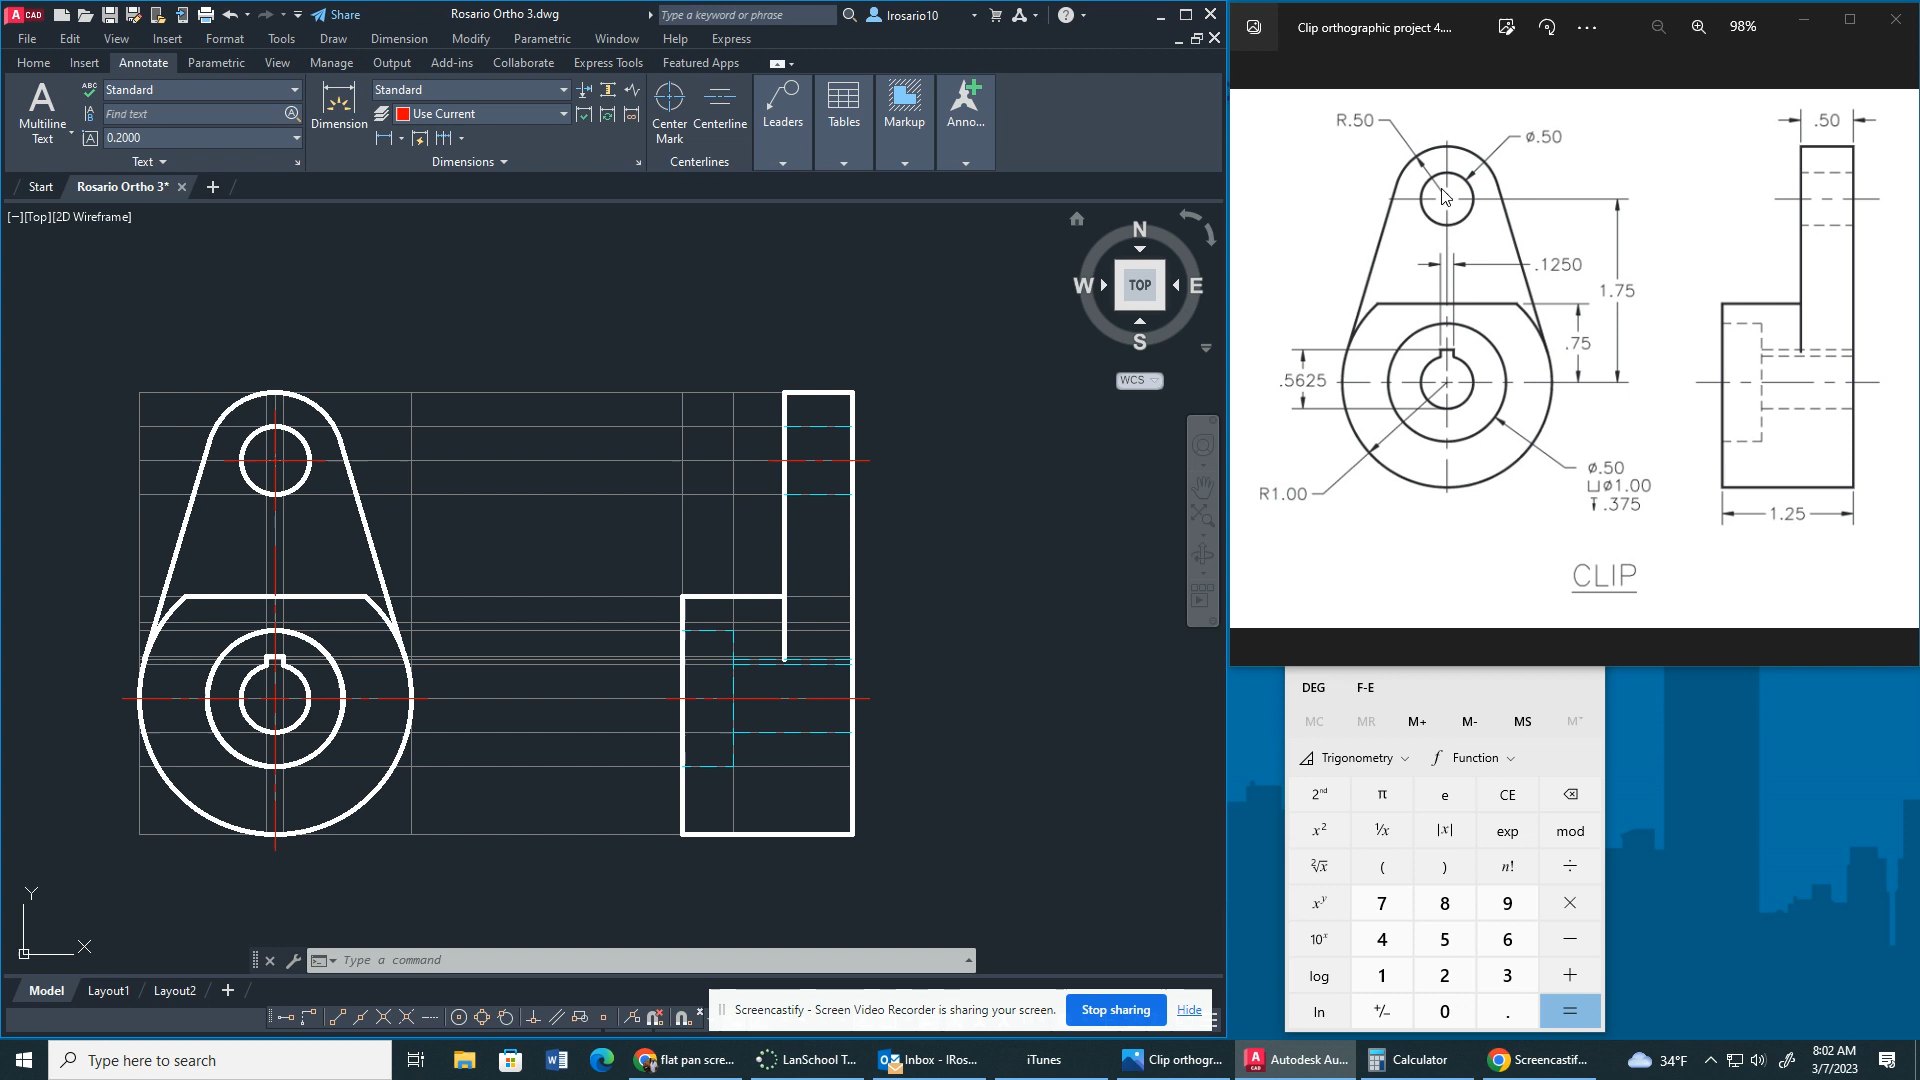 CAD
Share
Rosario Ortho 3.dwg
Type a keyword or phrase
lrosario10
File Edit View Insert Format Tools Draw Dimension Modify Parametric Window Help Express
Home Insert Annotate Parametric View Manage Output Add-ins Collaborate Express Tools Featured Apps
Multiline Text
ABC
Standard
Find text
0.2000
Text
Dimension
Standard
Use Current
Dimensions
Center Mark
Centerline
Centerlines
Leaders
Tables
Markup
Anno...
Start
Rosario Ortho 3*
[−][Top][2D Wireframe]
N
W
TOP
E
S
WCS
Y
X
Type a command
Model
Layout1
Layout2
Screencastify - Screen Video Recorder is sharing your screen.
Stop sharing
Hide
Clip orthographic project 4....
98%
R.50
.50
ø.50
.1250
1.75
.75
.5625
ø.50
⌴ø1.00
↧.375
R1.00
1.25
CLIP
DEG F-E
MC MR M+ M- MS M˅
Trigonometry
f Function
2nd π e CE
x² ¹/x |x| exp mod
²√x ( ) n! ÷
xʸ 7 8 9 ×
10ˣ 4 5 6 −
log 1 2 3 +
ln +/− 0 . =
Type here to search
flat pan scre...
LanSchool T...
Inbox - IRos...
iTunes
Clip orthogr...
Autodesk Au...
Calculator
Screencastif...
34°F
8:02 AM
3/7/2023